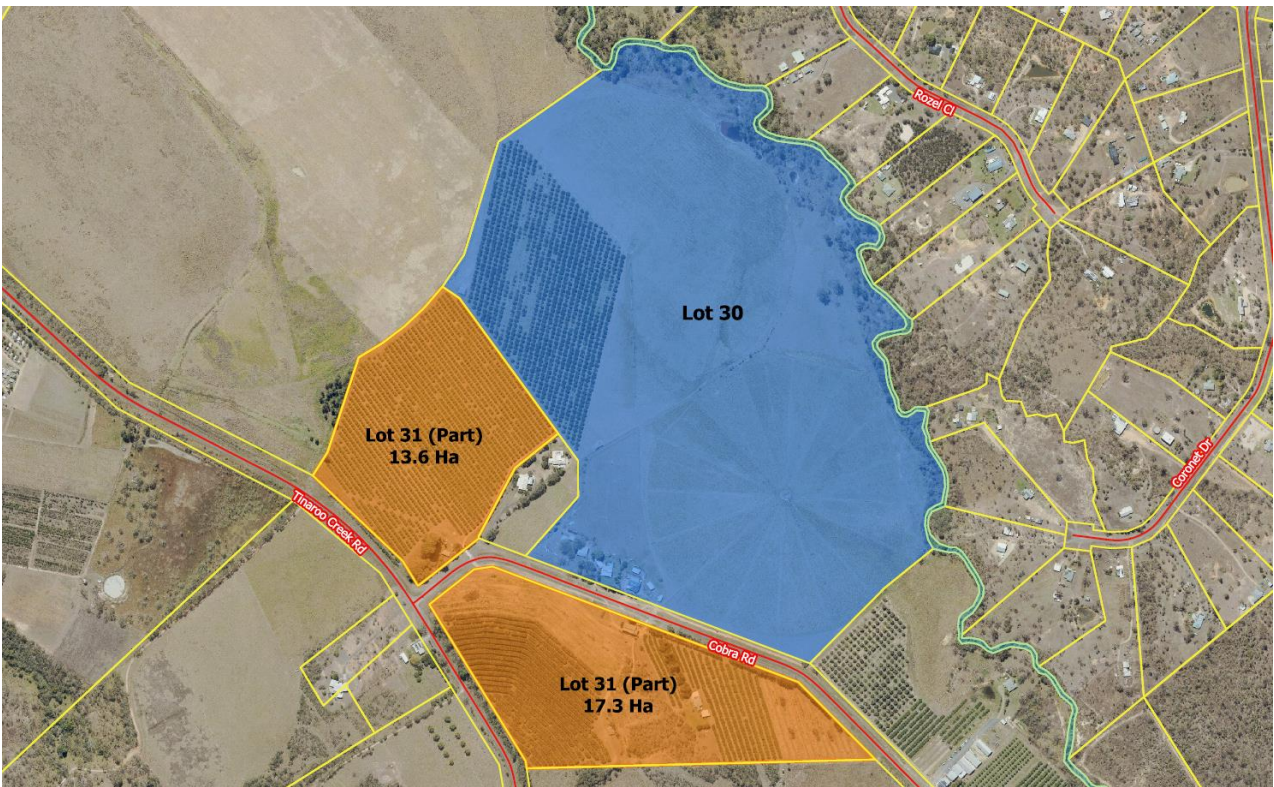 Rozel Cl
Lot 30
Lot 31 (Part)
13.6 Ha
Coronet Dr
Tinaroo Creek Rd
Cobra Rd
Lot 31 (Part)
17.3 Ha